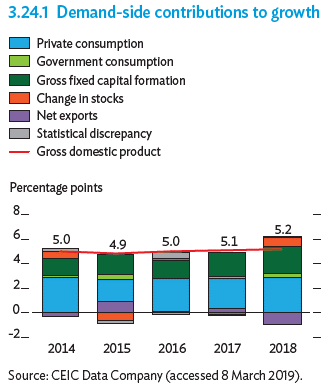 3.24.1 Demand-side contributions to growth
Private consumption
Government consumption
Gross fixed capital formation
Change in stocks
Net exports
Statistical discrepancy
Gross domestic product
Percentage points
8
6
4
2
0
-2
5.0
4.9
5.0
5.1
5.2
2014 2015 2016 2017 2018
Source: CEIC Data Company (accessed 8 March 2019).